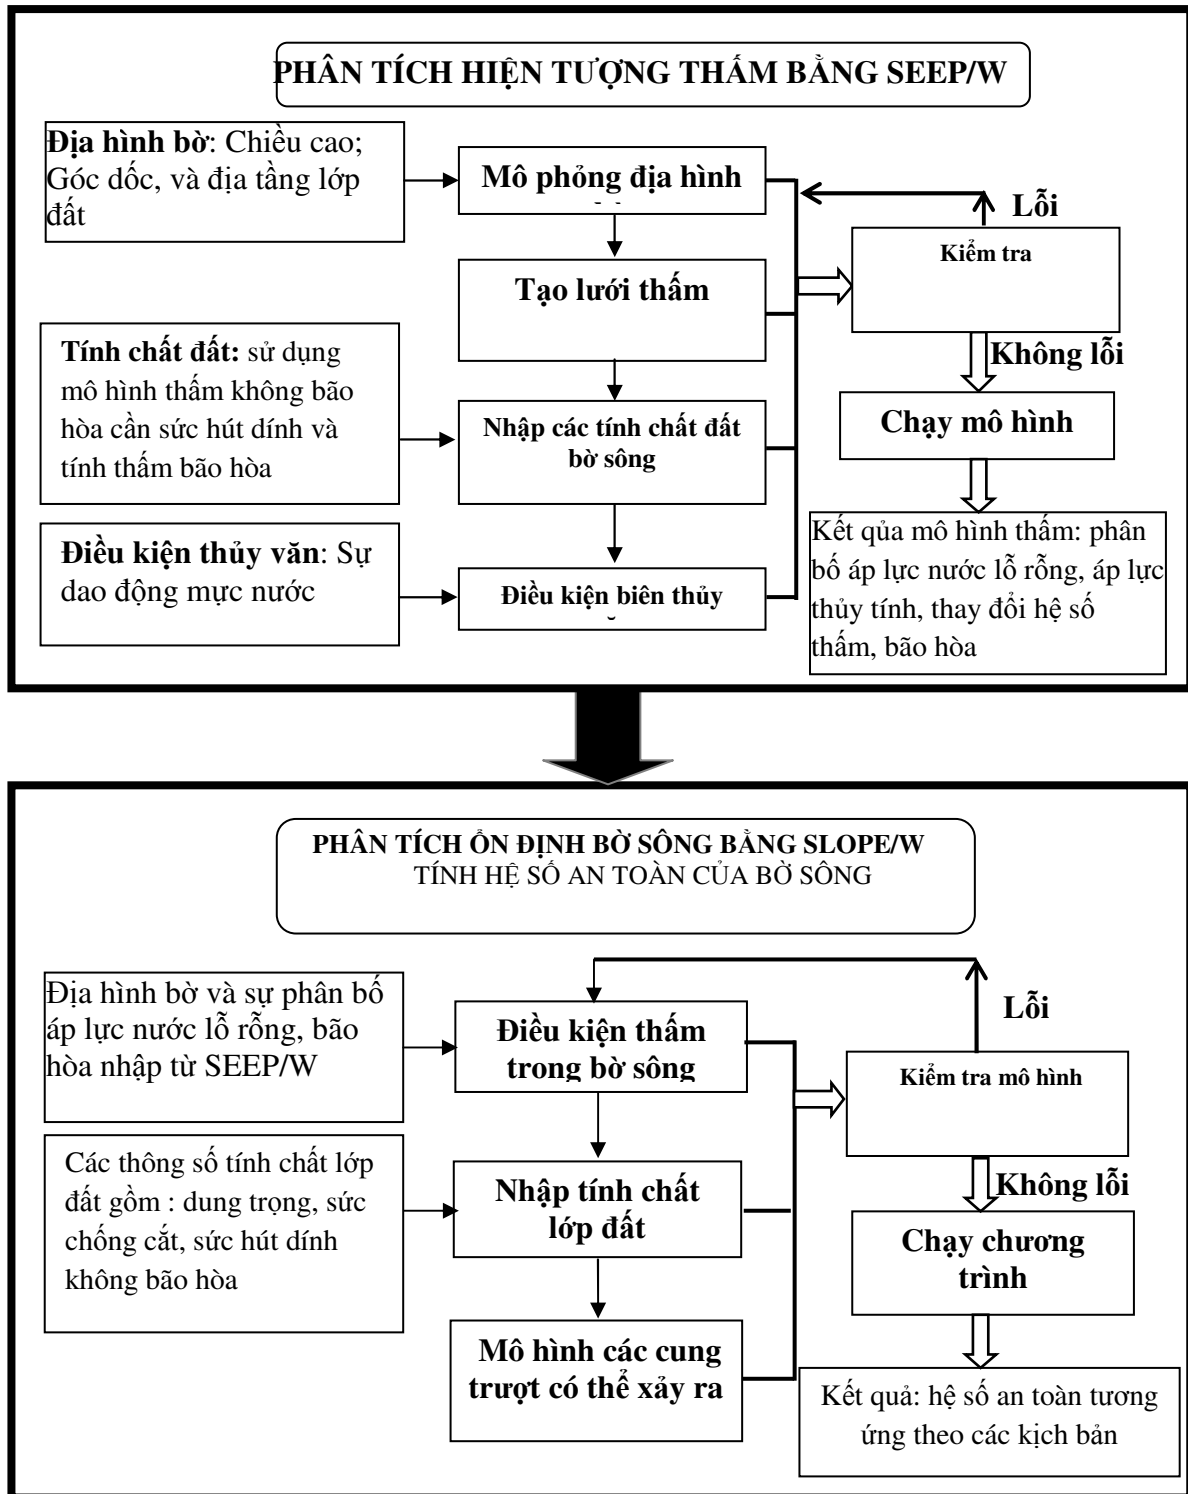 PHÂN TÍCH HIỆN TƯỢNG THẤM BẰNG SEEP/W
Địa hình bờ: Chiều cao;
Góc dốc, và địa tầng lớp
đất
Mô phỏng địa hình
Lỗi
Kiểm tra
Tạo lưới thấm
Tính chất đất: sử dụng
mô hình thấm không bão
hòa cần sức hút dính và
tính thấm bão hòa
Không lỗi
Chạy mô hình
Nhập các tính chất đất
bờ sông
Điều kiện thủy văn: Sự
dao động mực nước
Điều kiện biên thủy
Kết qủa mô hình thấm: phân
bố áp lực nước lỗ rỗng, áp lực
thủy tính, thay đổi hệ số
thấm, bão hòa
PHÂN TÍCH ỔN ĐỊNH BỜ SÔNG BẰNG SLOPE/W
TÍNH HỆ SỐ AN TOÀN CỦA BỜ SÔNG
Địa hình bờ và sự phân bố
áp lực nước lỗ rỗng, bão
hòa nhập từ SEEP/W
Điều kiện thấm
trong bờ sông
Lỗi
Kiểm tra mô hình
Các thông số tính chất lớp
đất gồm : dung trọng, sức
chống cắt, sức hút dính
không bão hòa
Nhập tính chất
lớp đất
Không lỗi
Chạy chương
trình
Mô hình các cung
trượt có thể xảy ra
Kết quả: hệ số an toàn tương
ứng theo các kịch bản